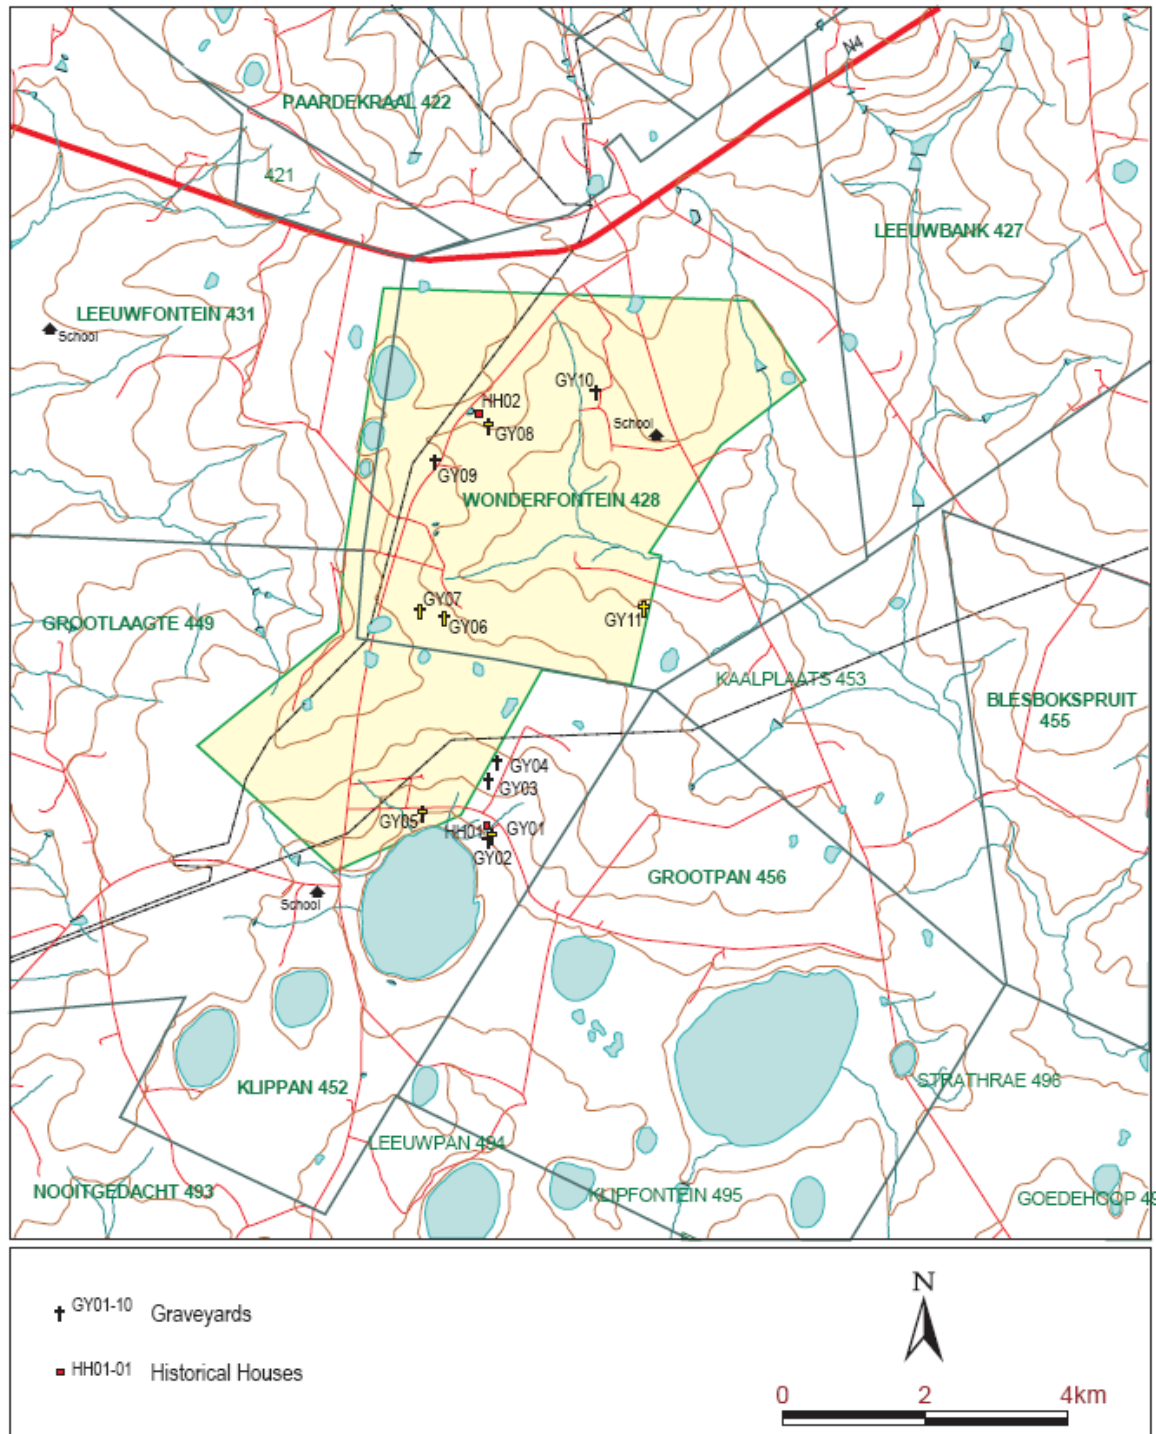 N4
PAARDEKRAAL 422
421
LEEUWBANK 427
LEEUWFONTEIN 431
School
GY10
HH02
School
GY08
GY09
WONDERFONTEIN 428
GY07
GY06
GY11
GROOTLAAGTE 449
KAALPLAATS 453
BLESBOKSPRUIT
455
GY04
GY03
GY05
HH01
GY01
GY02
GROOTPAN 456
School
KLIPPAN 452
STRATHRAE 496
LEEUWPAN 494
NOOITGEDACHT 493
KLIPFONTEIN 495
GOEDEHOOP 49
GY01-10 Graveyards
HH01-01 Historical Houses
N
0 2 4km